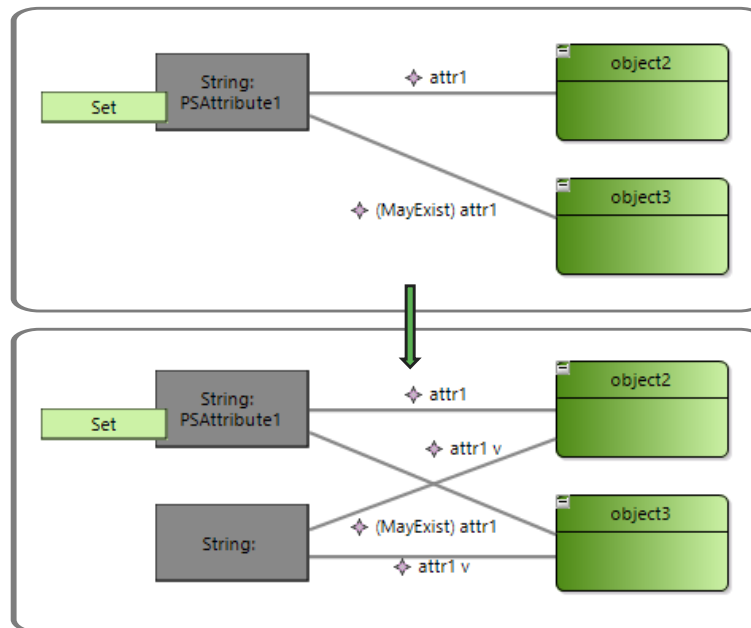 String:
PSAttribute1
Set
attr1
object2
(MayExist) attr1
object3
String:
PSAttribute1
Set
attr1
object2
attr1 v
(MayExist) attr1
object3
String:
attr1 v